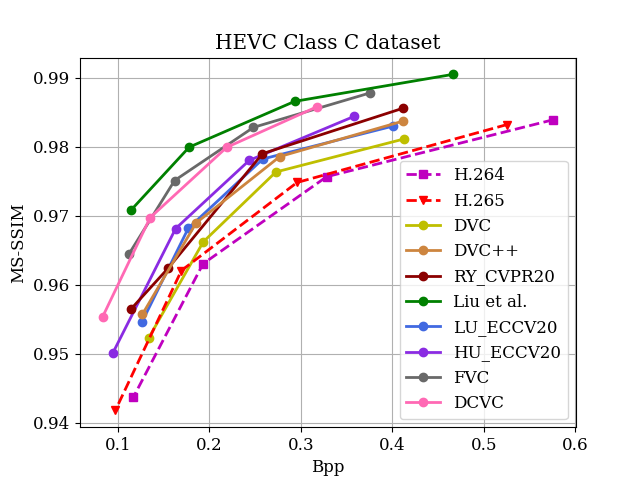 HEVC Class C dataset
MS-SSIM
0.99
0.98
0.97
0.96
0.95
0.94
0.1
0.2
0.3
0.4
0.5
0.6
Bpp
H.264
H.265
DVC
DVC++
RY_CVPR20
Liu et al.
LU_ECCV20
HU_ECCV20
FVC
DCVC